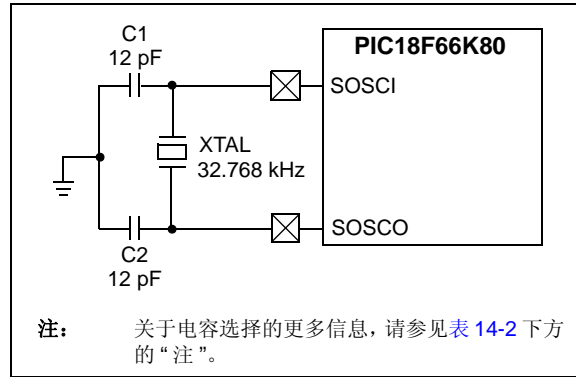 C1
12 pF
PIC18F66K80
SOSCI
XTAL
32.768 kHz
SOSCO
C2
12 pF
注： 关于电容选择的更多信息，请参见表 14-2 下方
的 “ 注 ”。